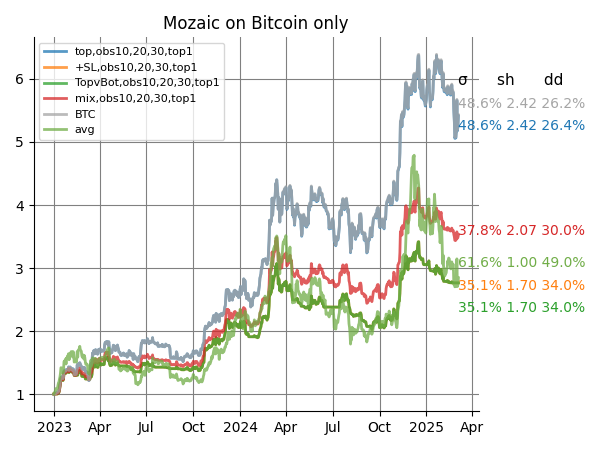 Mozaic on Bitcoin only
top,obs10,20,30,top1
+SL,obs10,20,30,top1
TopvBot,obs10,20,30,top1
mix,obs10,20,30,top1
BTC
avg
σ sh dd
48.6% 2.42 26.2%
48.6% 2.42 26.4%
37.8% 2.07 30.0%
61.6% 1.00 49.0%
35.1% 1.70 34.0%
35.1% 1.70 34.0%
6
5
4
3
2
1
2023 Apr Jul Oct 2024 Apr Jul Oct 2025 Apr